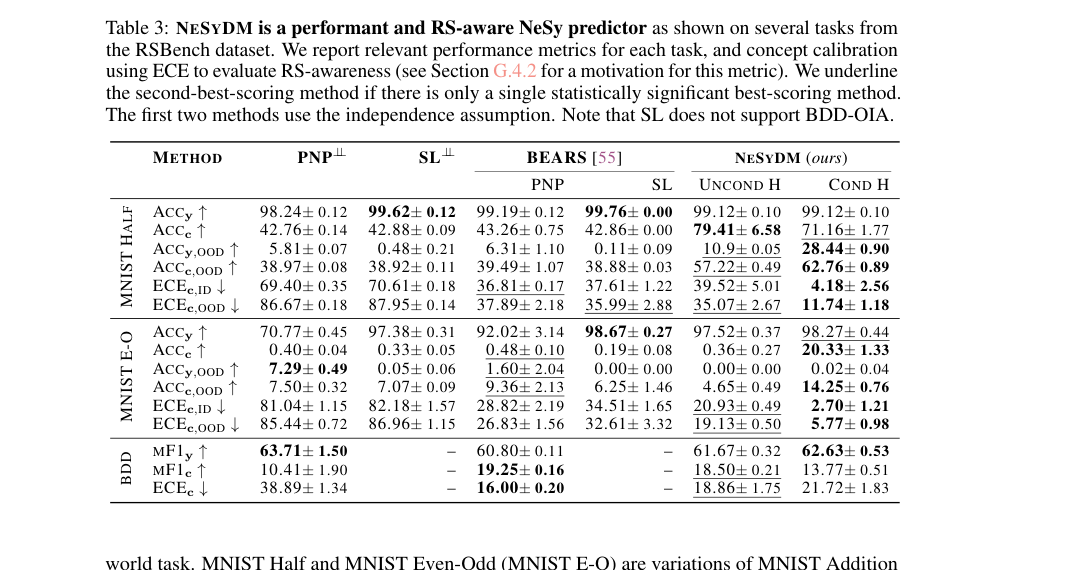 Table 3: NESYDM is a performant and RS-aware NeSy predictor as shown on several tasks from
the RSBench dataset. We report relevant performance metrics for each task, and concept calibration
using ECE to evaluate RS-awareness (see Section G.4.2 for a motivation for this metric). We underline
the second-best-scoring method if there is only a single statistically significant best-scoring method.
The first two methods use the independence assumption. Note that SL does not support BDD-OIA.
METHOD PNP⫫ SL⫫ BEARS [55] NESYDM (ours)
PNP SL UNCOND H COND H
MNIST HALF
ACCy ↑ 98.24± 0.12 99.62± 0.12 99.19± 0.12 99.76± 0.00 99.12± 0.10 99.12± 0.10
ACCc ↑ 42.76± 0.14 42.88± 0.09 43.26± 0.75 42.86± 0.00 79.41± 6.58 71.16± 1.77
ACCy,OOD ↑ 5.81± 0.07 0.48± 0.21 6.31± 1.10 0.11± 0.09 10.9± 0.05 28.44± 0.90
ACCc,OOD ↑ 38.97± 0.08 38.92± 0.11 39.49± 1.07 38.88± 0.03 57.22± 0.49 62.76± 0.89
ECEc,ID ↓ 69.40± 0.35 70.61± 0.18 36.81± 0.17 37.61± 1.22 39.52± 5.01 4.18± 2.56
ECEc,OOD ↓ 86.67± 0.18 87.95± 0.14 37.89± 2.18 35.99± 2.88 35.07± 2.67 11.74± 1.18
MNIST E-O
ACCy ↑ 70.77± 0.45 97.38± 0.31 92.02± 3.14 98.67± 0.27 97.52± 0.37 98.27± 0.44
ACCc ↑ 0.40± 0.04 0.33± 0.05 0.48± 0.10 0.19± 0.08 0.36± 0.27 20.33± 1.33
ACCy,OOD ↑ 7.29± 0.49 0.05± 0.06 1.60± 2.04 0.00± 0.00 0.00± 0.00 0.02± 0.04
ACCc,OOD ↑ 7.50± 0.32 7.07± 0.09 9.36± 2.13 6.25± 1.46 4.65± 0.49 14.25± 0.76
ECEc,ID ↓ 81.04± 1.15 82.18± 1.57 28.82± 2.19 34.51± 1.65 20.93± 0.49 2.70± 1.21
ECEc,OOD ↓ 85.44± 0.72 86.96± 1.15 26.83± 1.56 32.61± 3.32 19.13± 0.50 5.77± 0.98
BDD
MF1y ↑ 63.71± 1.50 – 60.80± 0.11 – 61.67± 0.32 62.63± 0.53
MF1c ↑ 10.41± 1.90 – 19.25± 0.16 – 18.50± 0.21 13.77± 0.51
ECEc ↓ 38.89± 1.34 – 16.00± 0.20 – 18.86± 1.75 21.72± 1.83
world task. MNIST Half and MNIST Even-Odd (MNIST E-O) are variations of MNIST Addition